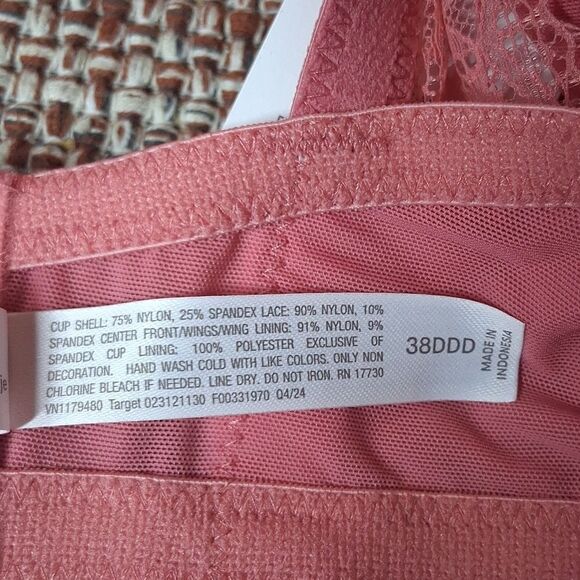 CUP SHELL: 75% NYLON, 25% SPANDEX LACE: 90% NYLON, 10%
SPANDEX CENTER FRONT/WINGS/WING LINING: 91% NYLON, 9%
SPANDEX CUP LINING: 100% POLYESTER EXCLUSIVE OF
DECORATION. HAND WASH COLD WITH LIKE COLORS. ONLY NON
CHLORINE BLEACH IF NEEDED. LINE DRY. DO NOT IRON. RN 17730
VN1179480 Target 023121130 F00331970 Q4/24
38DDD
MADE IN
INDONESIA